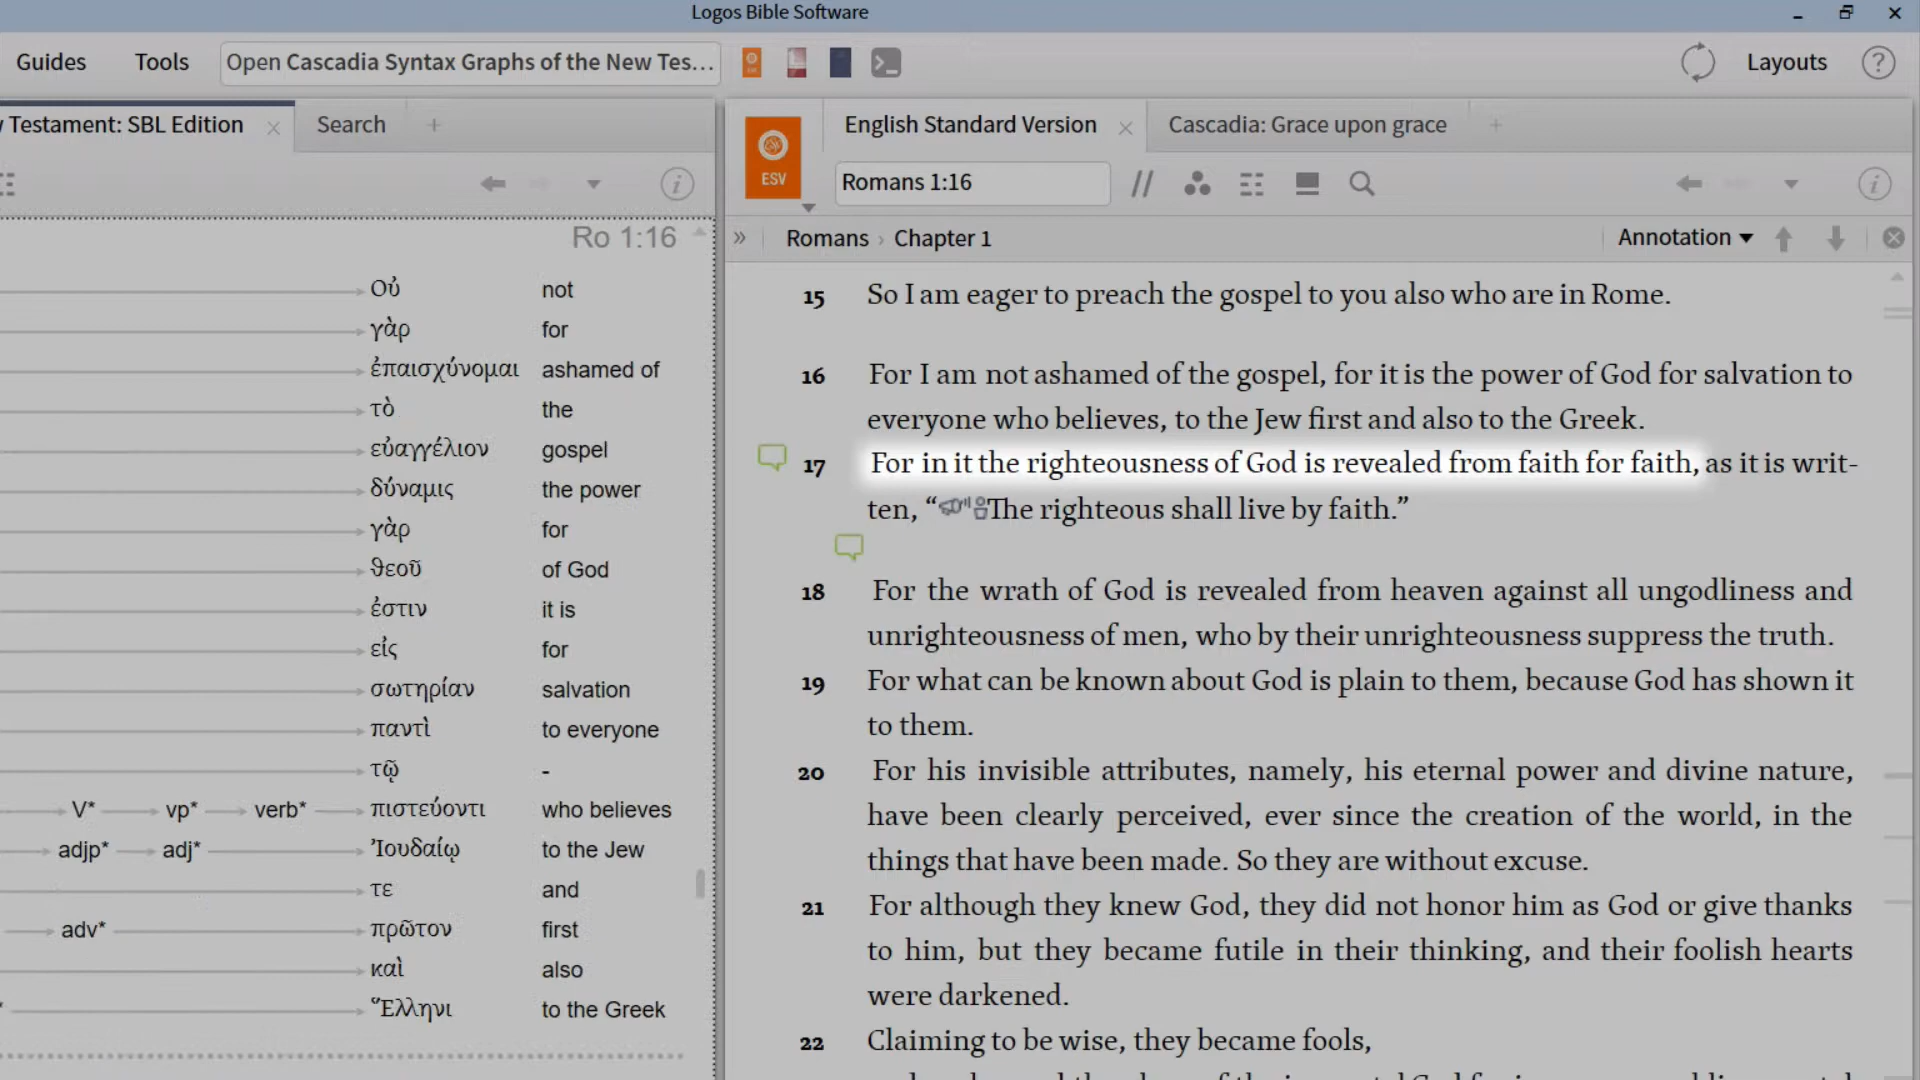 Logos Bible Software
Guides
Tools
Open Cascadia Syntax Graphs of the New Tes...
Layouts
Testament: SBL Edition
Search
English Standard Version
Cascadia: Grace upon grace
ESV
Romans 1:16
Ro 1:16
Romans › Chapter 1
Annotation
Οὐ not
γὰρ for
ἐπαισχύνομαι ashamed of
τὸ the
εὐαγγέλιον gospel
δύναμις the power
γὰρ for
θεοῦ of God
ἐστιν it is
εἰς for
σωτηρίαν salvation
παντὶ to everyone
τῷ -
V* vp* verb* πιστεύοντι who believes
adjp* adj* Ἰουδαίῳ to the Jew
τε and
adv* πρῶτον first
καὶ also
Ἕλληνι to the Greek
15 So I am eager to preach the gospel to you also who are in Rome.
16 For I am not ashamed of the gospel, for it is the power of God for salvation to
everyone who believes, to the Jew first and also to the Greek.
17 For in it the righteousness of God is revealed from faith for faith, as it is writ-
ten, “The righteous shall live by faith.”
18 For the wrath of God is revealed from heaven against all ungodliness and
unrighteousness of men, who by their unrighteousness suppress the truth.
19 For what can be known about God is plain to them, because God has shown it
to them.
20 For his invisible attributes, namely, his eternal power and divine nature,
have been clearly perceived, ever since the creation of the world, in the
things that have been made. So they are without excuse.
21 For although they knew God, they did not honor him as God or give thanks
to him, but they became futile in their thinking, and their foolish hearts
were darkened.
22 Claiming to be wise, they became fools,